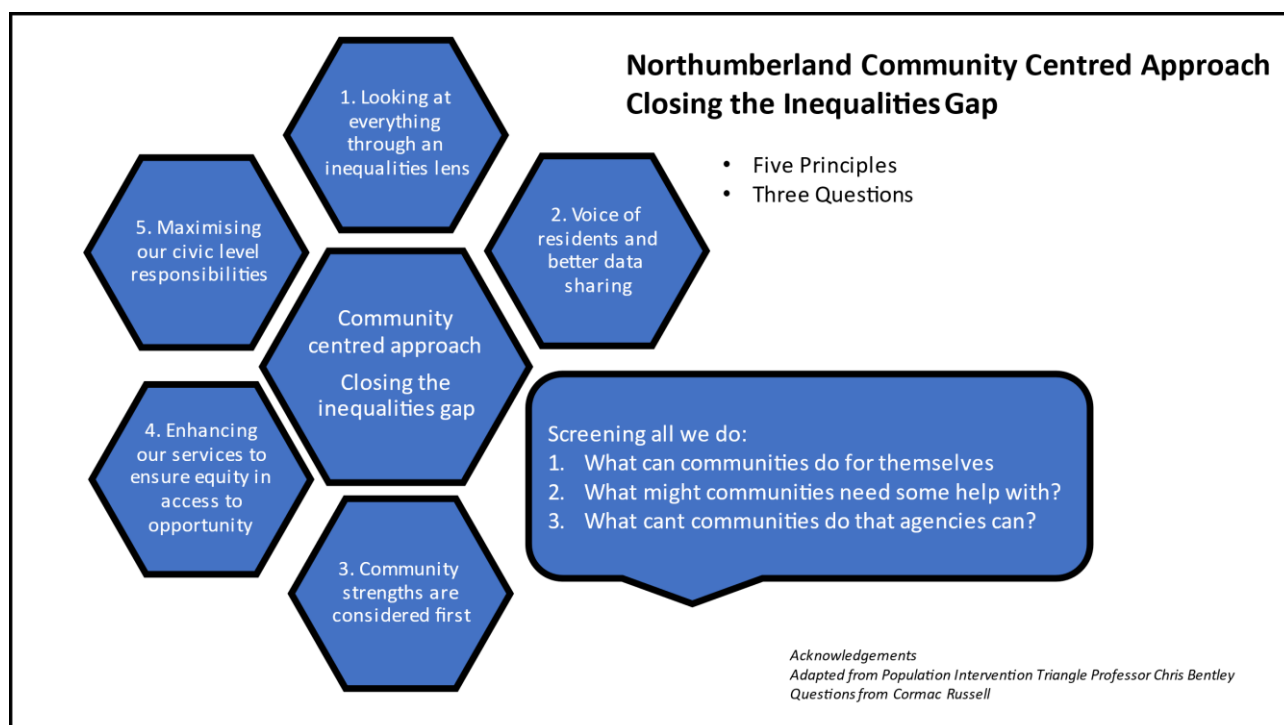 Northumberland Community Centred Approach
Closing the Inequalities Gap
• Five Principles
• Three Questions
1. Looking at
everything
through an
inequalities lens
2. Voice of
residents and
better data
sharing
3. Community
strengths are
considered first
4. Enhancing
our services to
ensure equity in
access to
opportunity
5. Maximising
our civic level
responsibilities
Community
centred approach
Closing the
inequalities gap
Screening all we do:
1. What can communities do for themselves
2. What might communities need some help with?
3. What cant communities do that agencies can?
Acknowledgements
Adapted from Population Intervention Triangle Professor Chris Bentley
Questions from Cormac Russell